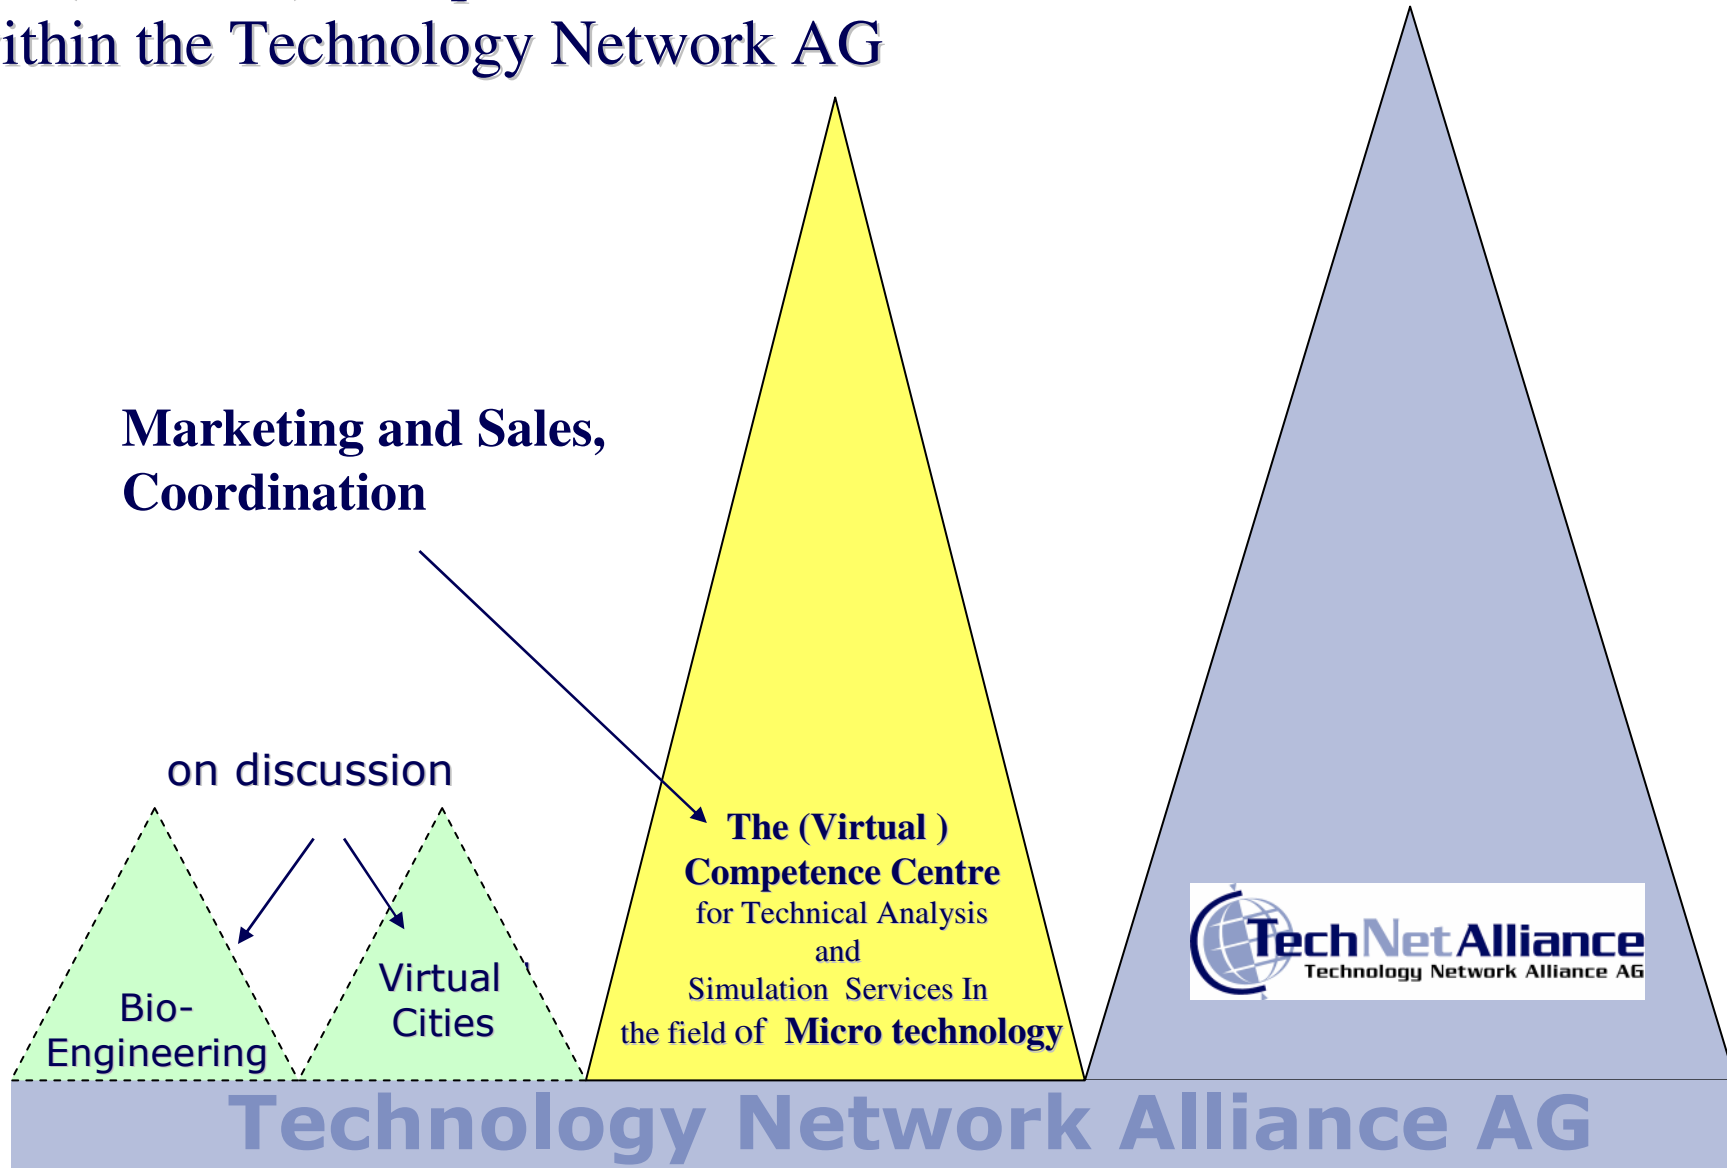 ithin the Technology Network AG
Marketing and Sales,
Coordination
on discussion
Bio-
Engineering
Virtual
Cities
The (Virtual )
Competence Centre
for Technical Analysis
and
Simulation Services In
the field of Micro technology
TechNetAlliance
Technology Network Alliance AG
Technology Network Alliance AG